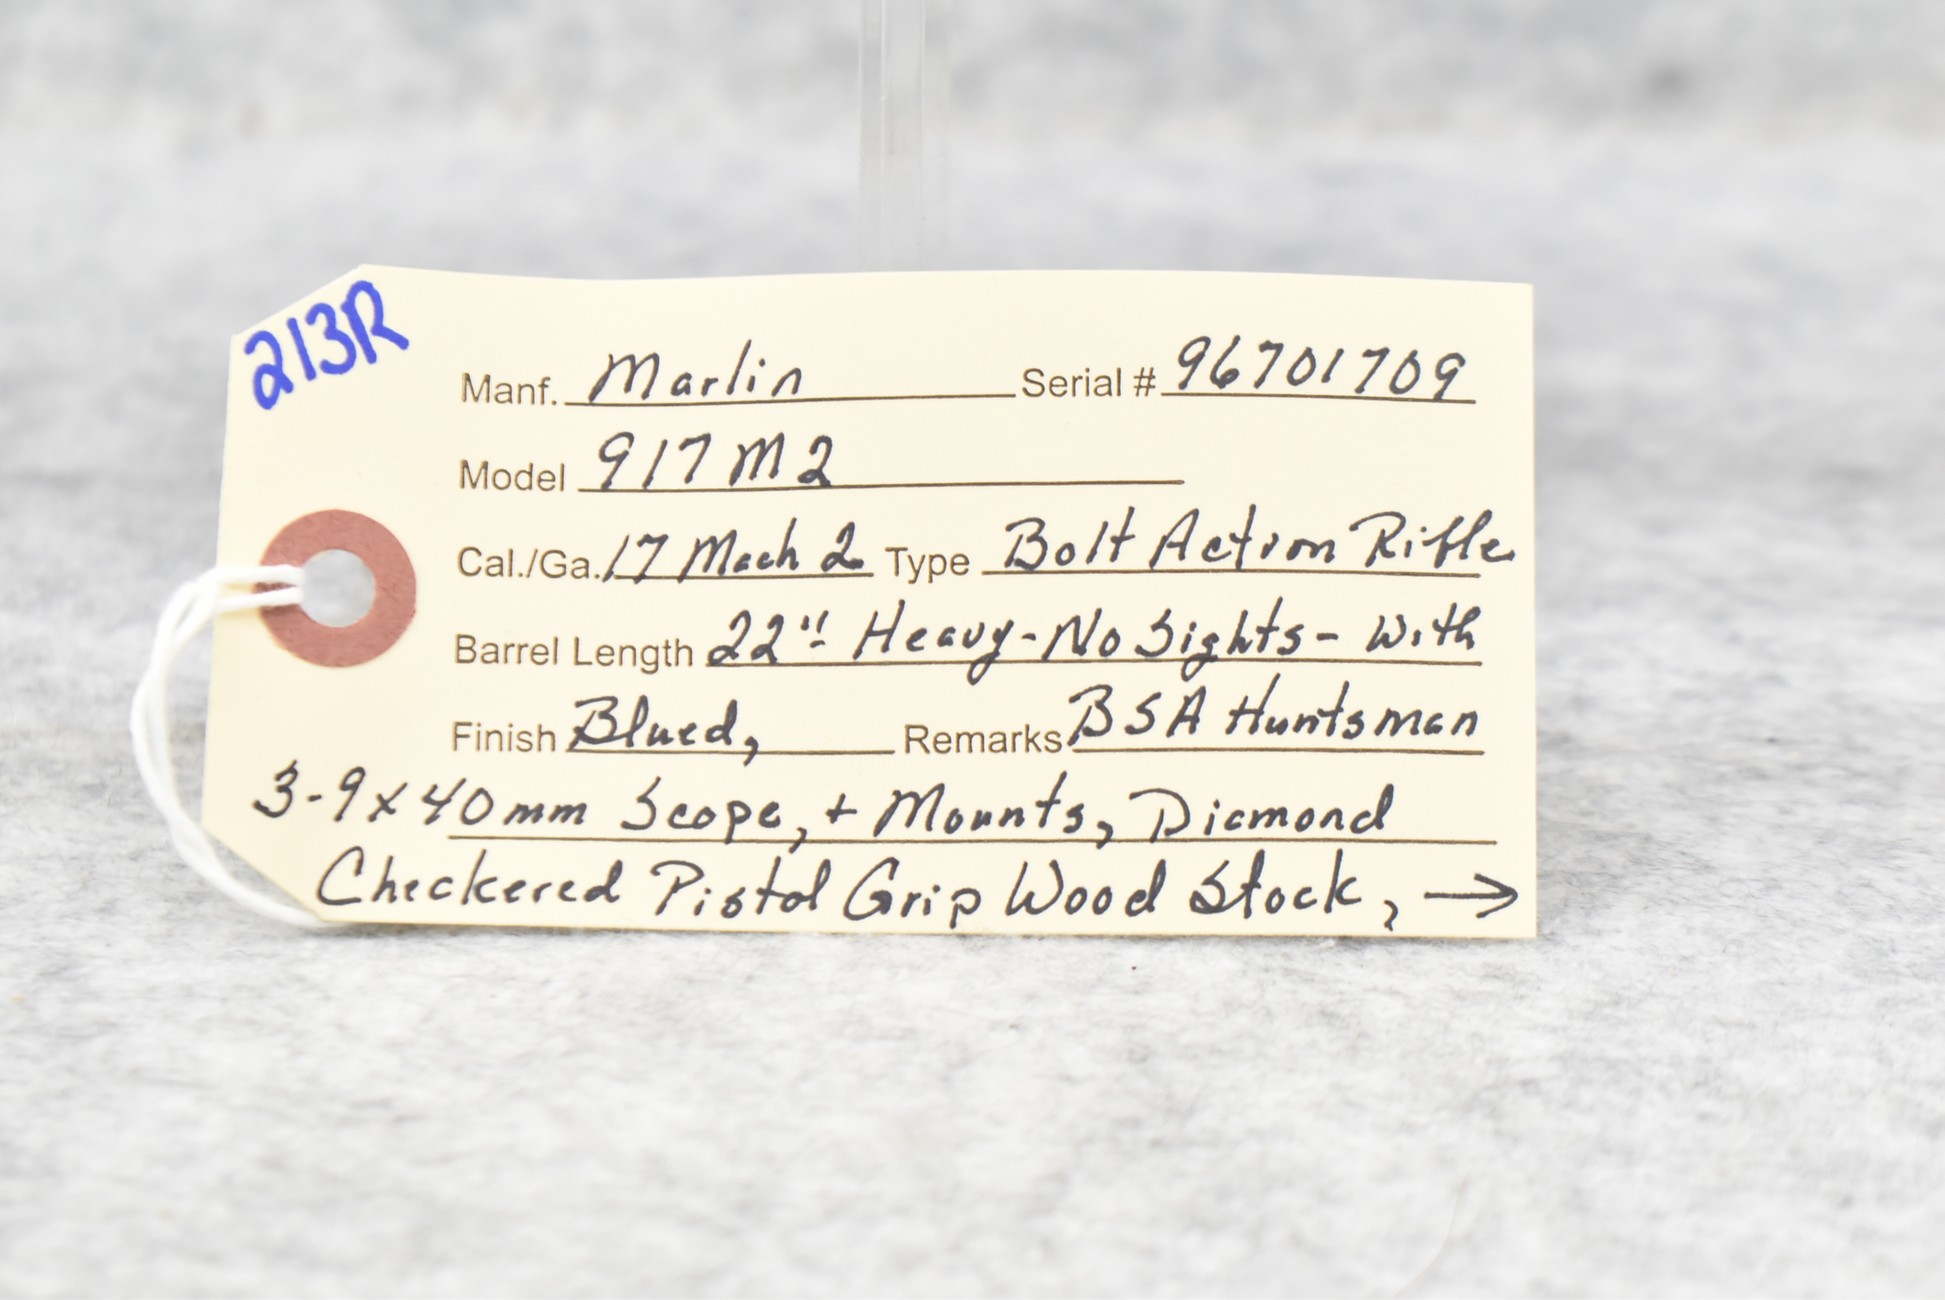 213R
Manf. Marlin Serial # 96701709
Model 917M2
Cal./Ga. 17 Mach 2 Type Bolt Action Rifle
Barrel Length 22" Heavy-No Sights- With
Finish Blued, Remarks BSA Huntsman
3-9x40mm Scope, + Mounts, Diamond
Checkered Pistol Grip Wood Stock, →